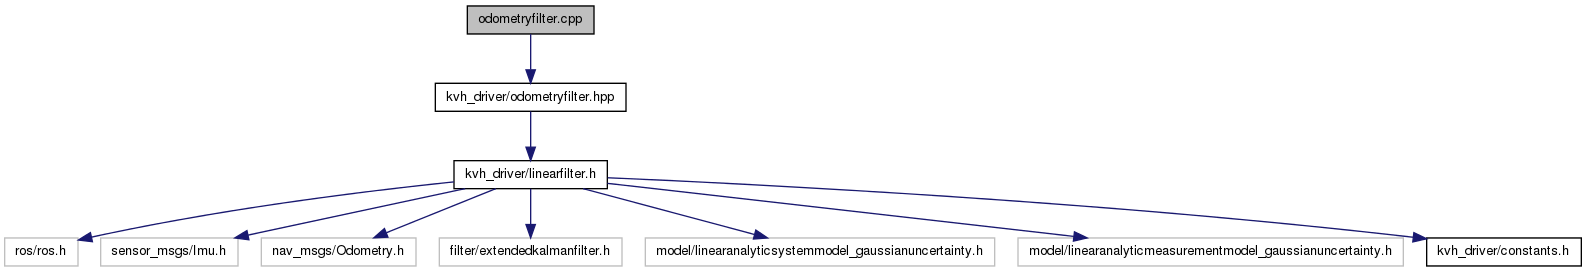 odometryfilter.cpp
kvh_driver/odometryfilter.hpp
kvh_driver/linearfilter.h
ros/ros.h
sensor_msgs/Imu.h
nav_msgs/Odometry.h
filter/extendedkalmanfilter.h
model/linearanalyticsystemmodel_gaussianuncertainty.h
model/linearanalyticmeasurementmodel_gaussianuncertainty.h
kvh_driver/constants.h